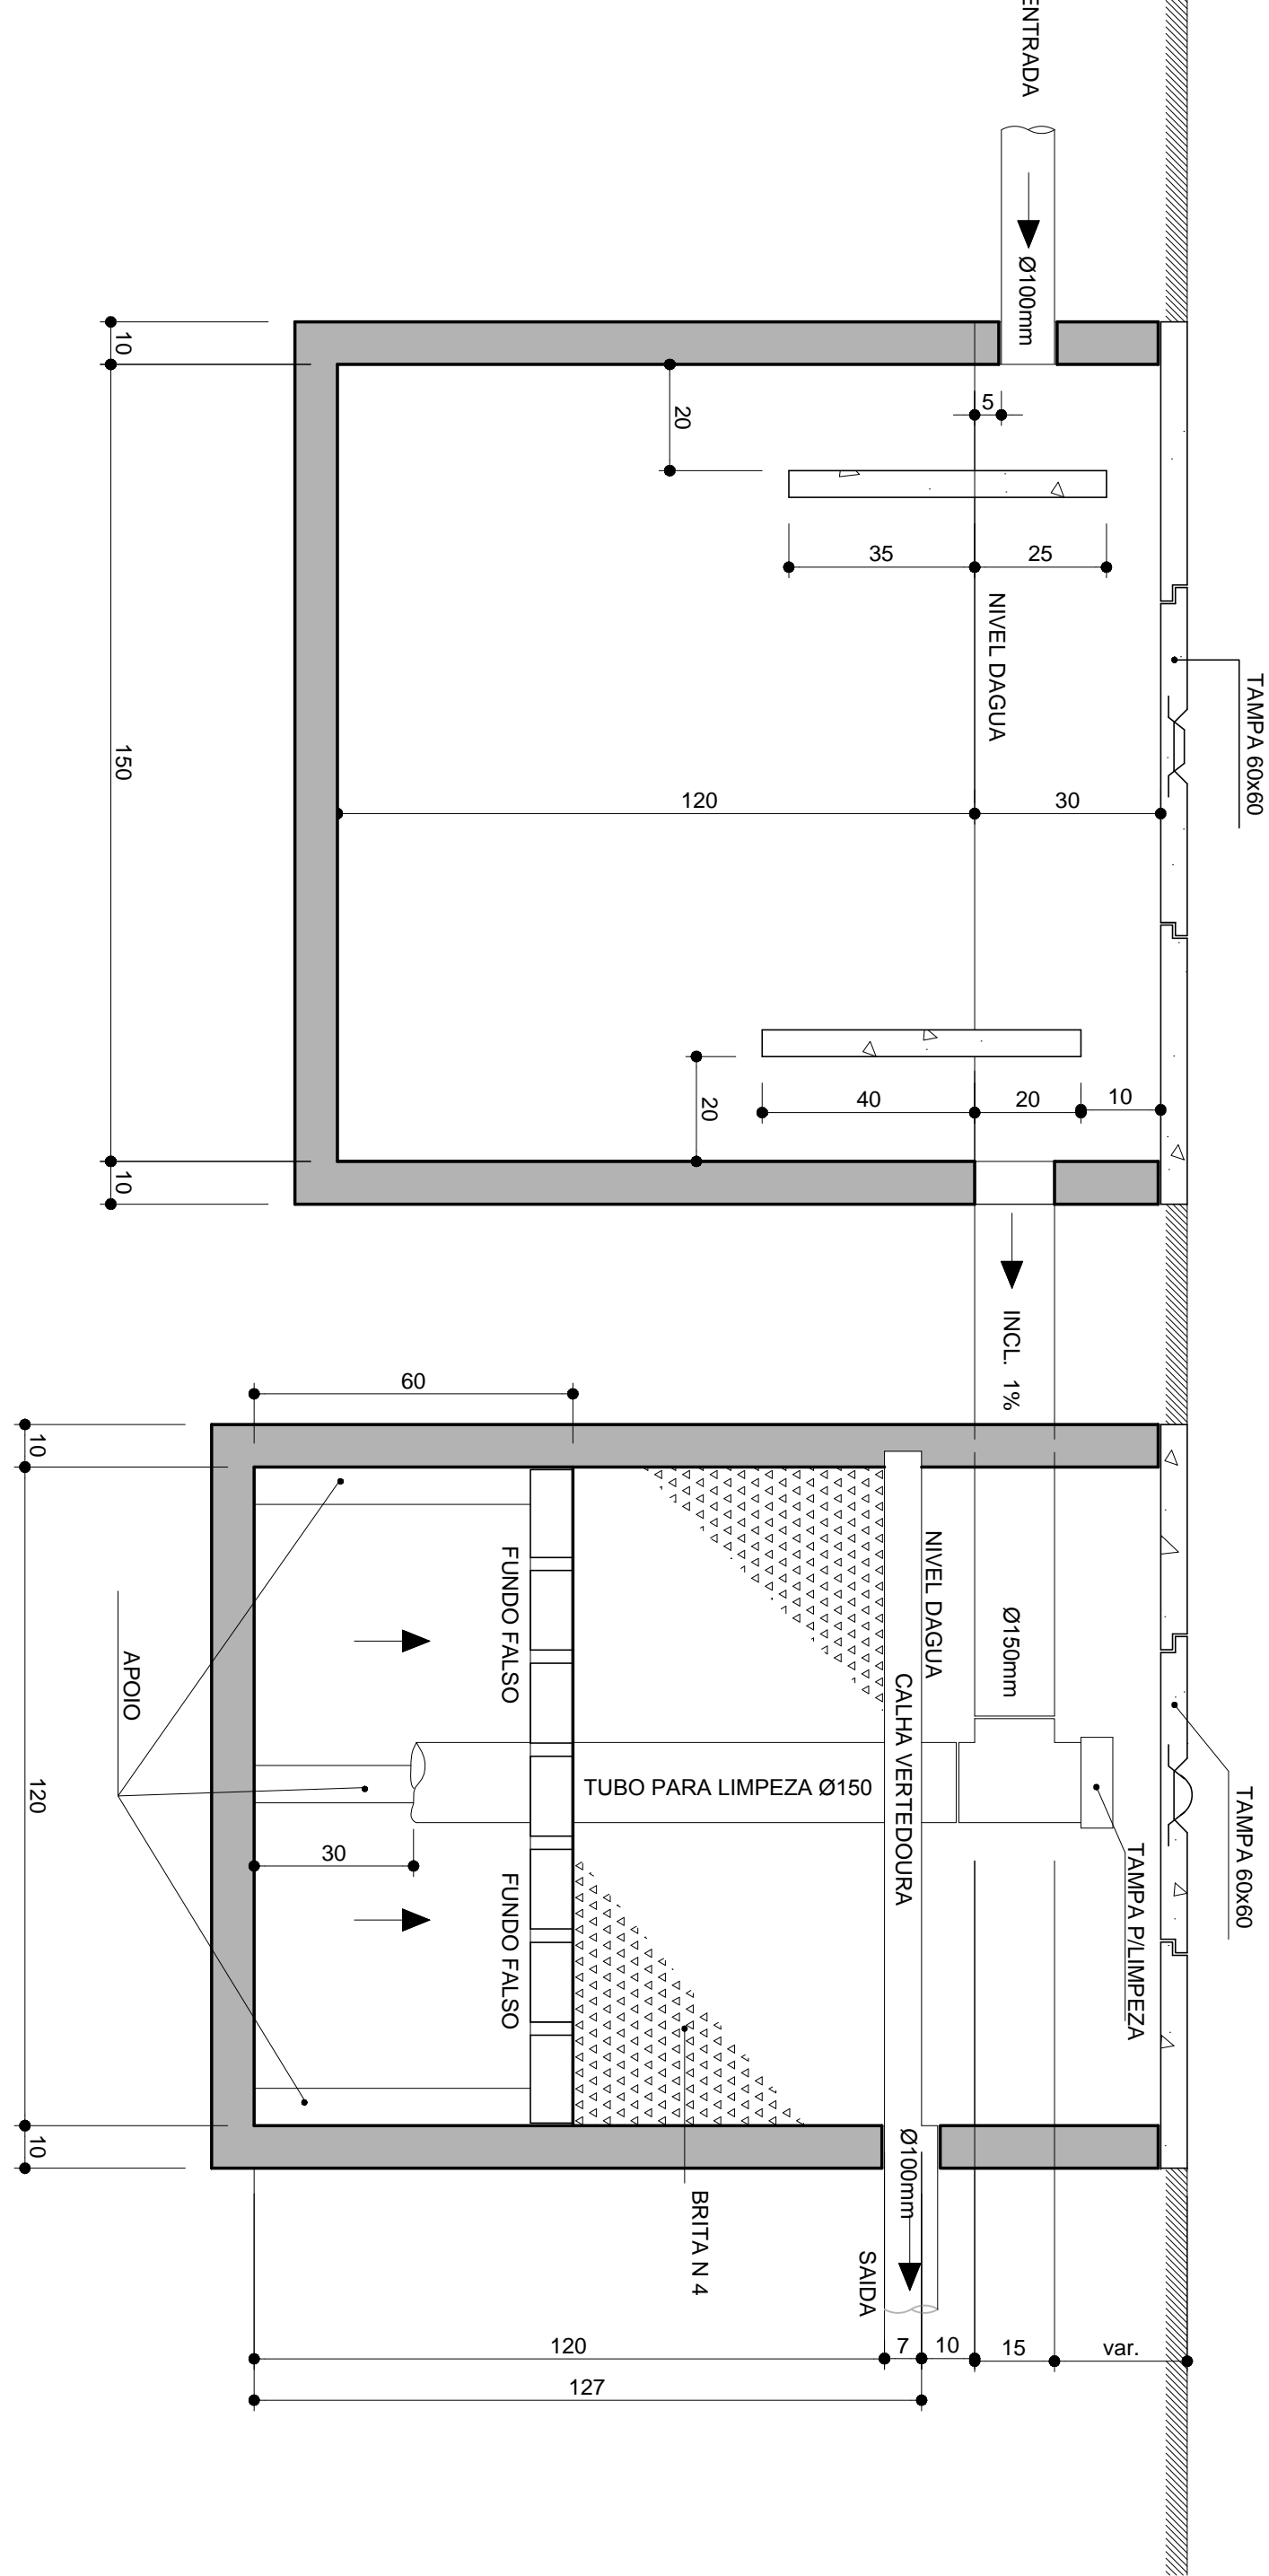 ENTRADA
Ø100mm
10
20
5
35
25
NIVEL DAGUA
TAMPA 60x60
150
120
30
40
20
10
20
10
INCL. 1%
60
10
FUNDO FALSO
NIVEL DAGUA
Ø150mm
CALHA VERTEDOURA
APOIO
120
TUBO PARA LIMPEZA Ø150
TAMPA 60x60
TAMPA P/LIMPEZA
30
FUNDO FALSO
10
Ø100mm
BRITA N 4
SAIDA
120
7
10
15
var.
127